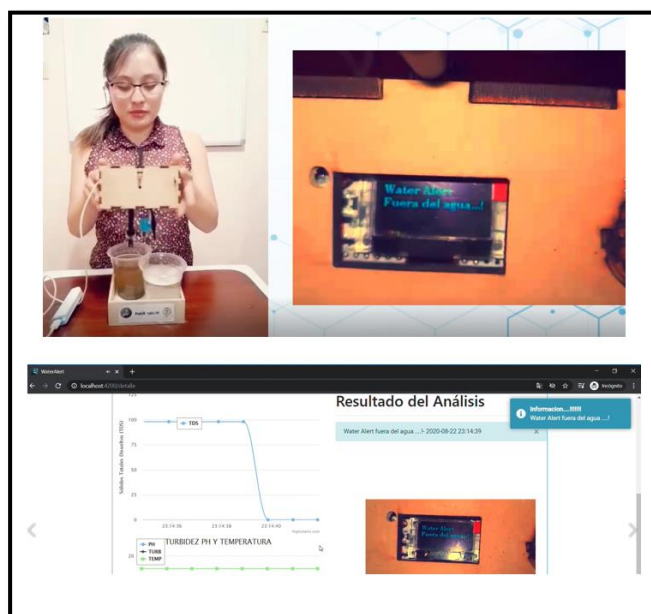 Water Alert
Fuera del agua...!
WaterAlert
localhost:4200/detalle
Incógnito
Resultado del Análisis
Informacion....!!!!!!
Water Alert fuera del agua ....!
Water Alert fuera del agua ....!- 2020-08-22 23:14:39
Solidos Totales Disueltos (TDS)
125
100
75
50
25
0
TDS
23:14:36
23:14:38
23:14:40
PH
TURB
TEMP
TURBIDEZ PH Y TEMPERATURA
20
Water Alert
Fuera del agua...!